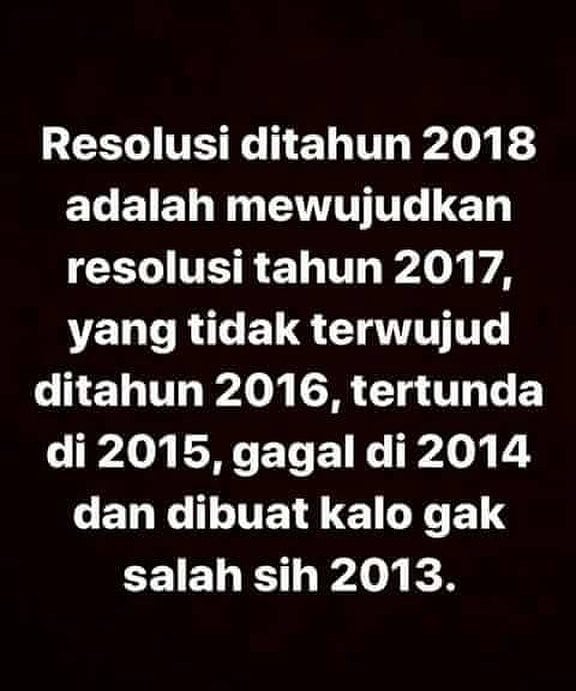 Resolusi ditahun 2018
adalah mewujudkan
resolusi tahun 2017,
yang tidak terwujud
ditahun 2016, tertunda
di 2015, gagal di 2014
dan dibuat kalo gak
salah sih 2013.